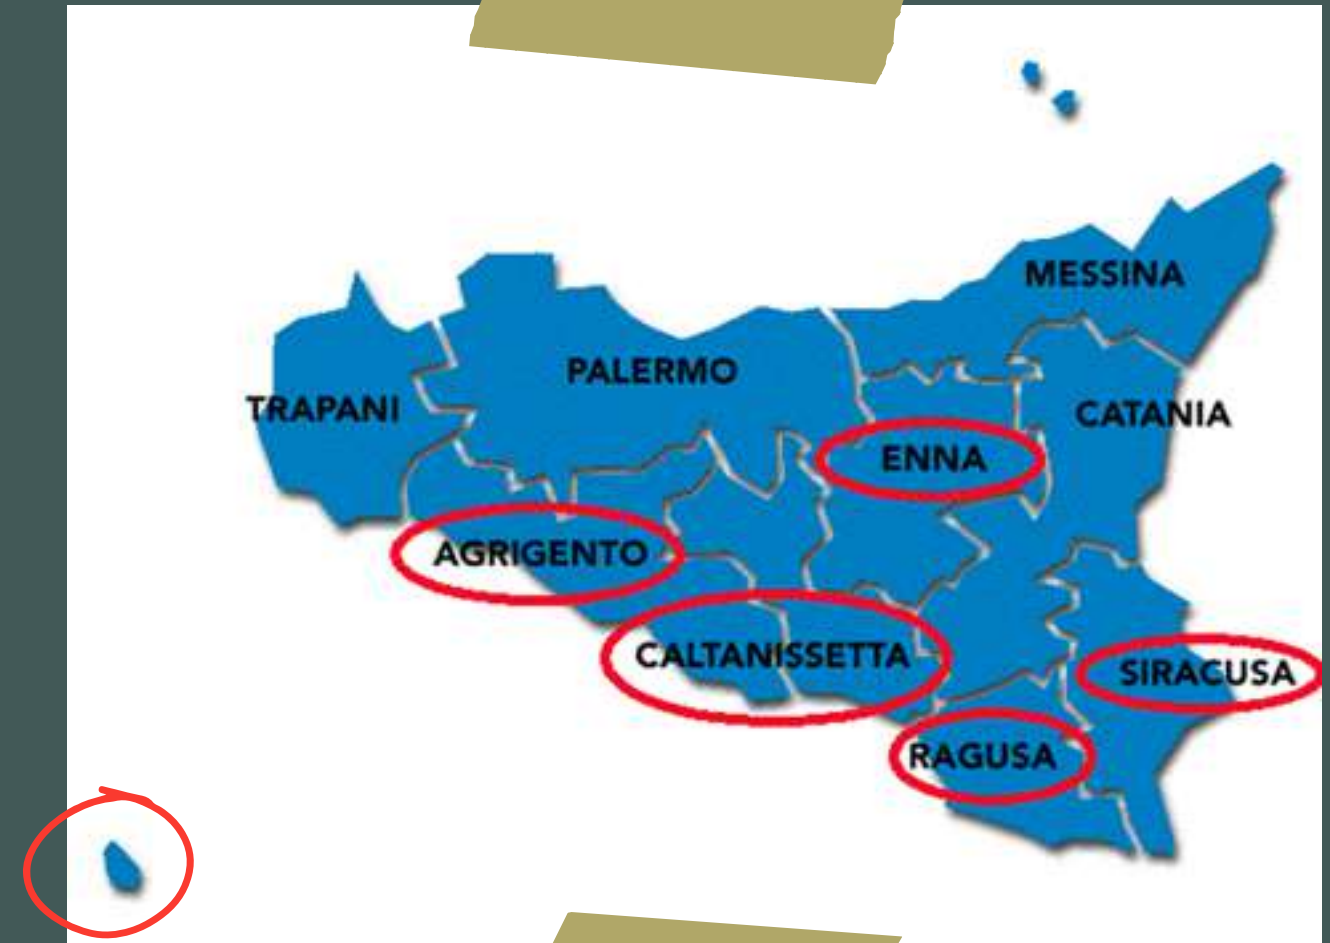 MESSINA
PALERMO
TRAPANI
CATANIA
ENNA
AGRIGENTO
CALTANISSETTA
SIRACUSA
RAGUSA